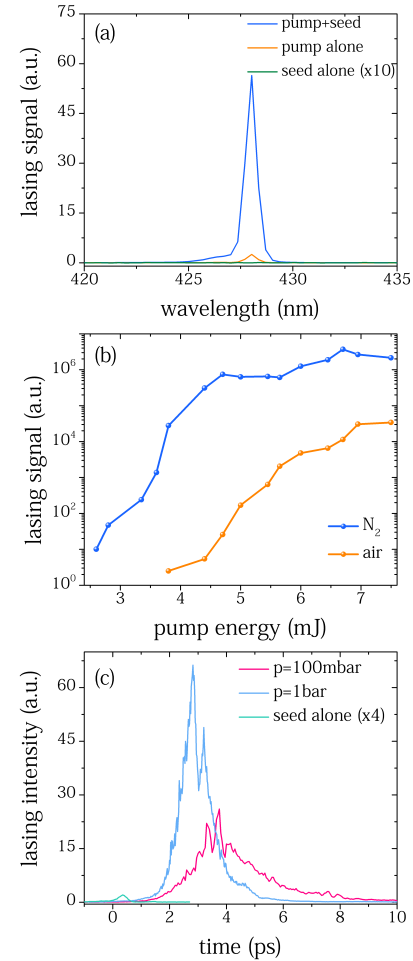 75
(a)
pump+seed
pump alone
60
seed alone (x10)
45
30
15
0
lasing signal (a.u.)
420 425 430 435
wavelength (nm)
(b)
10^6
10^4
10^2
10^0
lasing signal (a.u.)
N₂
air
3 4 5 6 7
pump energy (mJ)
(c)
p=100mbar
p=1bar
seed alone (x4)
60
45
30
15
0
lasing intensity (a.u.)
0 2 4 6 8 10
time (ps)